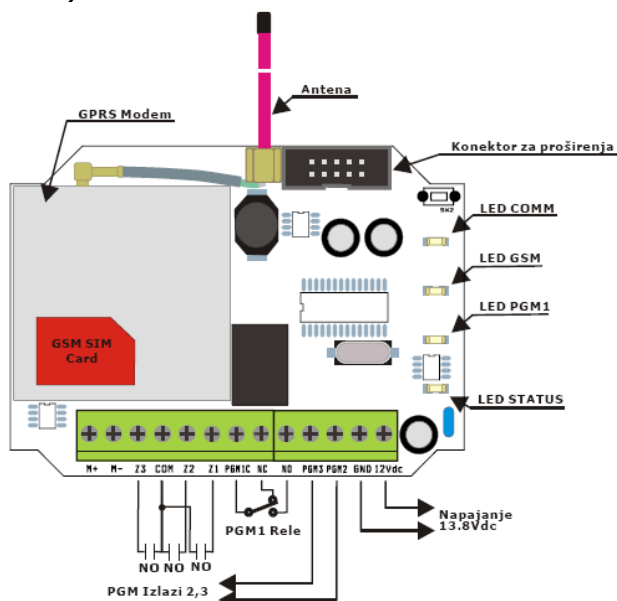 Antena
GPRS Modem
Konektor za proširenja
SW2
LED COMM
LED GSM
LED PGM1
GSM SIM
Card
LED STATUS
M+ M- Z3 COM Z2 Z1 PGM1C NC NO PGM3 PGM2 GND 12Vdc
Napajanje
13.8Vdc
PGM1 Rele
NO NO NO
PGM Izlazi 2,3